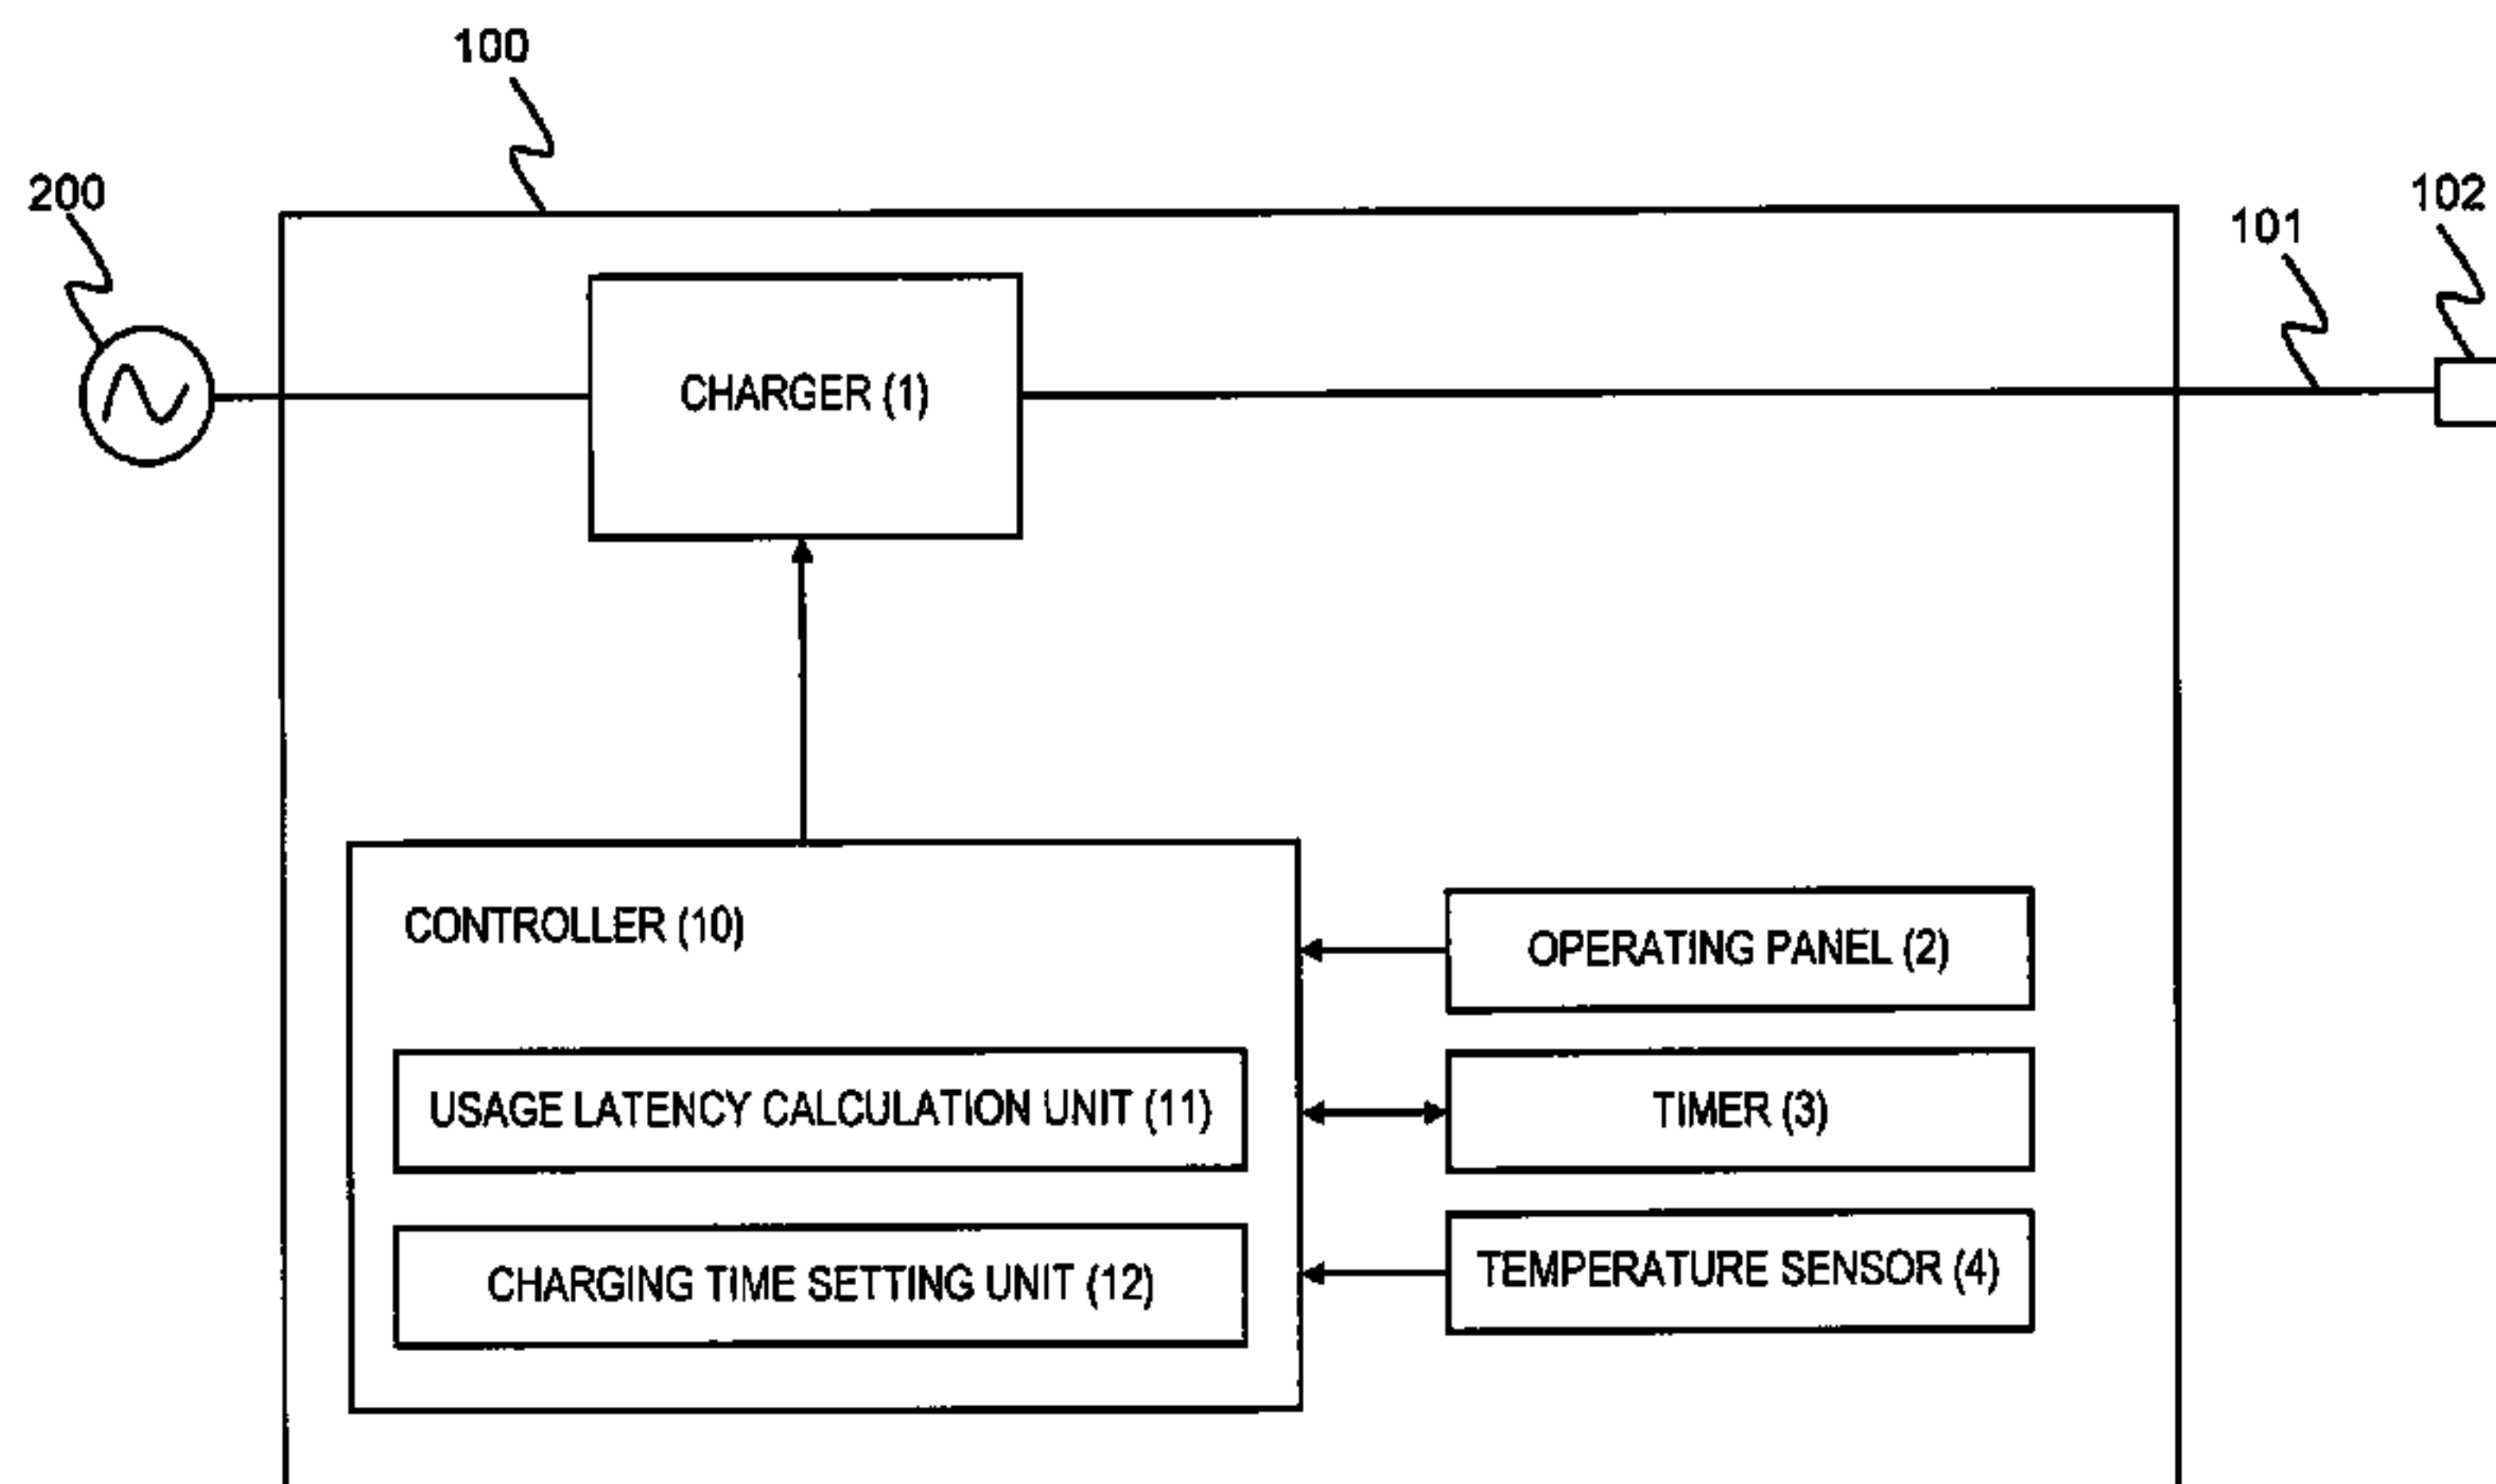 100
200
102
101
CHARGER (1)
CONTROLLER (10)
OPERATING PANEL (2)
USAGE LATENCY CALCULATION UNIT (11)
TIMER (3)
CHARGING TIME SETTING UNIT (12)
TEMPERATURE SENSOR (4)